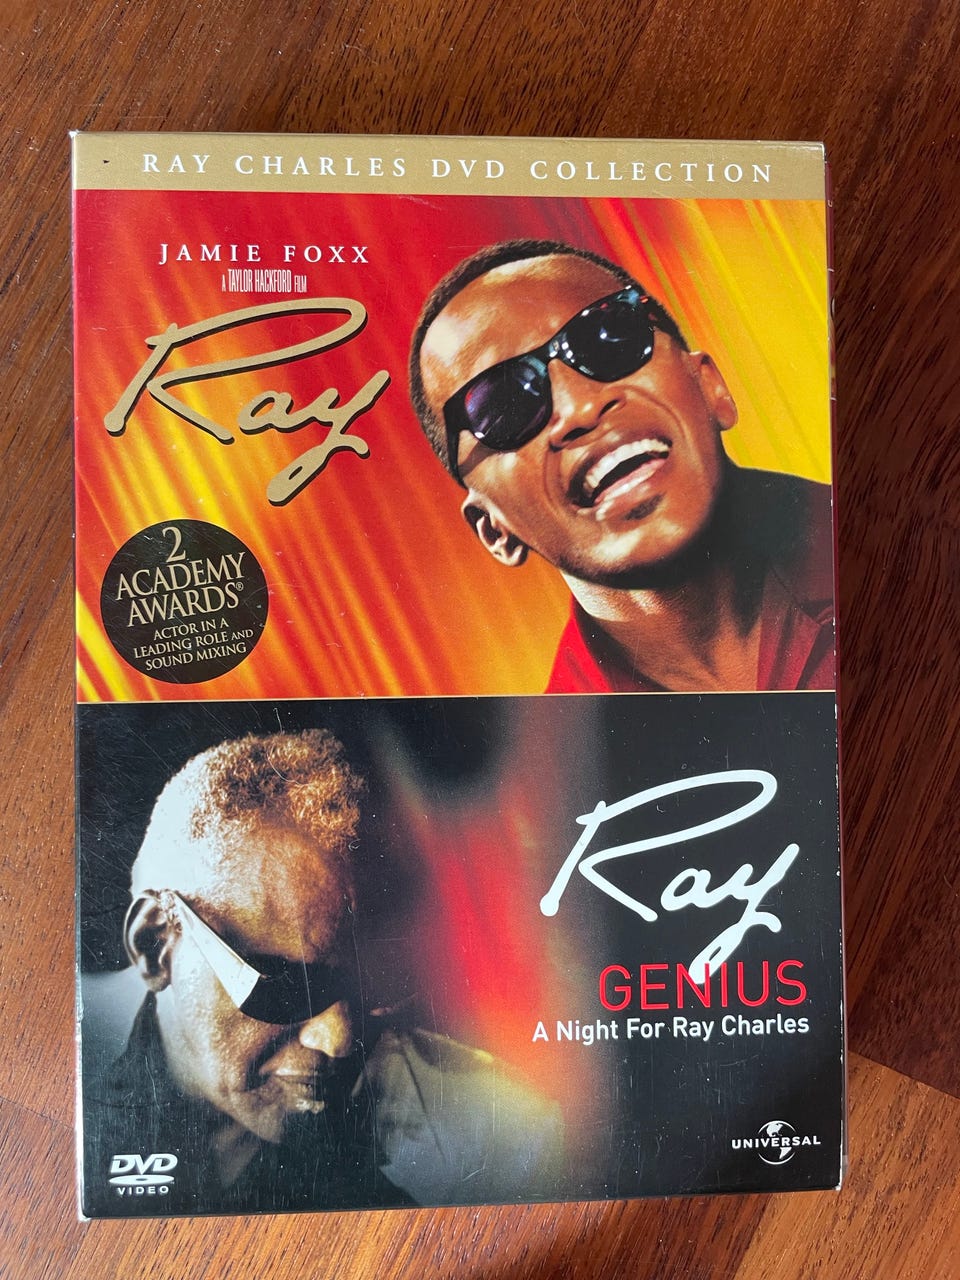 RAY CHARLES DVD COLLECTION
JAMIE FOXX
A TAYLOR HACKFORD FILM
Ray
2
ACADEMY
AWARDS®
ACTOR IN A
LEADING ROLE AND
SOUND MIXING
Ray
GENIUS
A Night For Ray Charles
UNIVERSAL
DVD
VIDEO